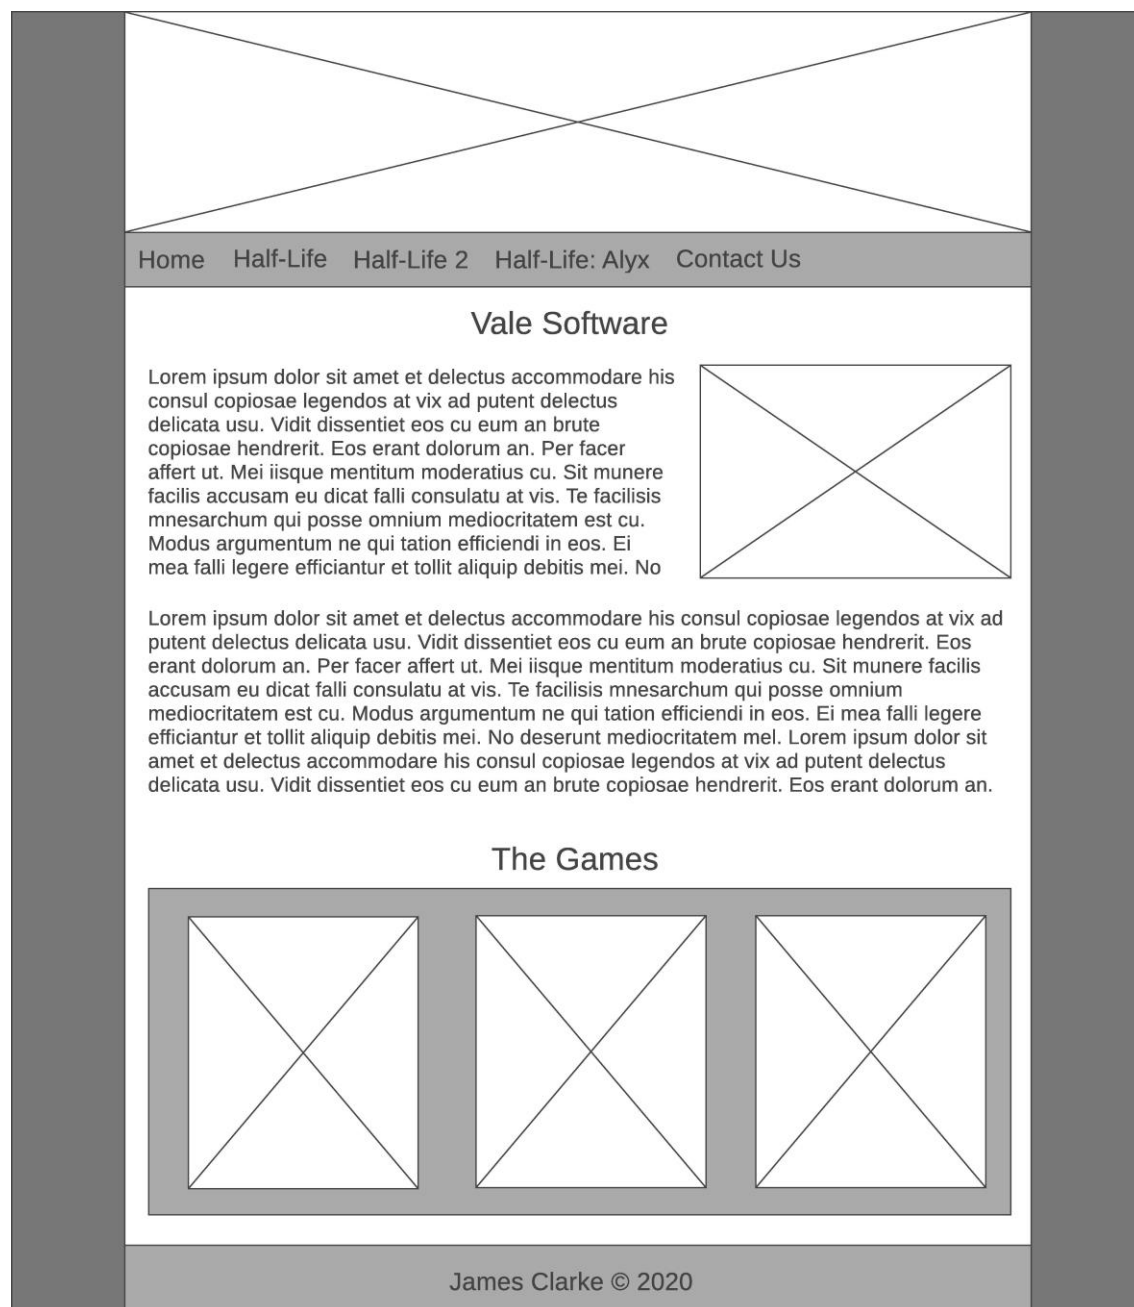 Home Half-Life Half-Life 2 Half-Life: Alyx Contact Us
Vale Software
Lorem ipsum dolor sit amet et delectus accommodare his
consul copiosae legendos at vix ad putent delectus
delicata usu. Vidit dissentiet eos cu eum an brute
copiosae hendrerit. Eos erant dolorum an. Per facer
affert ut. Mei iisque mentitum moderatius cu. Sit munere
facilis accusam eu dicat falli consulatu at vis. Te facilisis
mnesarchum qui posse omnium mediocritatem est cu.
Modus argumentum ne qui tation efficiendi in eos. Ei
mea falli legere efficiantur et tollit aliquip debitis mei. No
Lorem ipsum dolor sit amet et delectus accommodare his consul copiosae legendos at vix ad
putent delectus delicata usu. Vidit dissentiet eos cu eum an brute copiosae hendrerit. Eos
erant dolorum an. Per facer affert ut. Mei iisque mentitum moderatius cu. Sit munere facilis
accusam eu dicat falli consulatu at vis. Te facilisis mnesarchum qui posse omnium
mediocritatem est cu. Modus argumentum ne qui tation efficiendi in eos. Ei mea falli legere
efficiantur et tollit aliquip debitis mei. No deserunt mediocritatem mel. Lorem ipsum dolor sit
amet et delectus accommodare his consul copiosae legendos at vix ad putent delectus
delicata usu. Vidit dissentiet eos cu eum an brute copiosae hendrerit. Eos erant dolorum an.
The Games
James Clarke © 2020